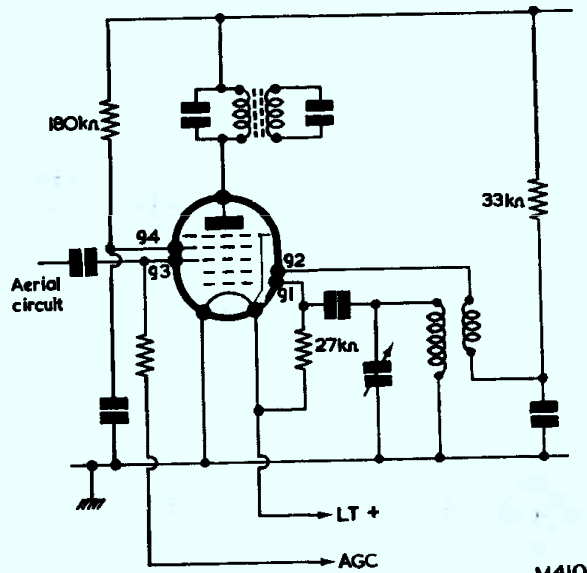 180kΩ
33kΩ
g4
g3
g2
g1
Aerial
circuit
27kΩ
LT +
AGC
M410